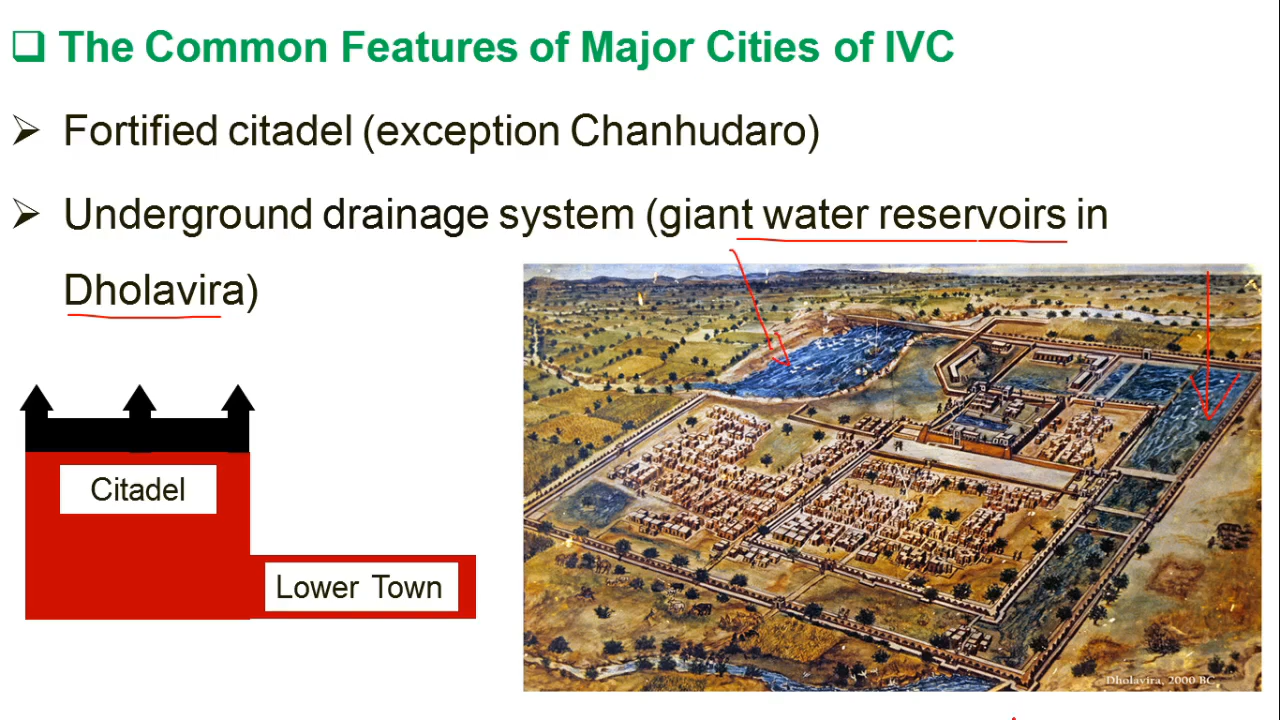 The Common Features of Major Cities of IVC
Fortified citadel (exception Chanhudaro)
Underground drainage system (giant water reservoirs in
Dholavira)
Citadel
Lower Town
Dholavira, 2000 BC